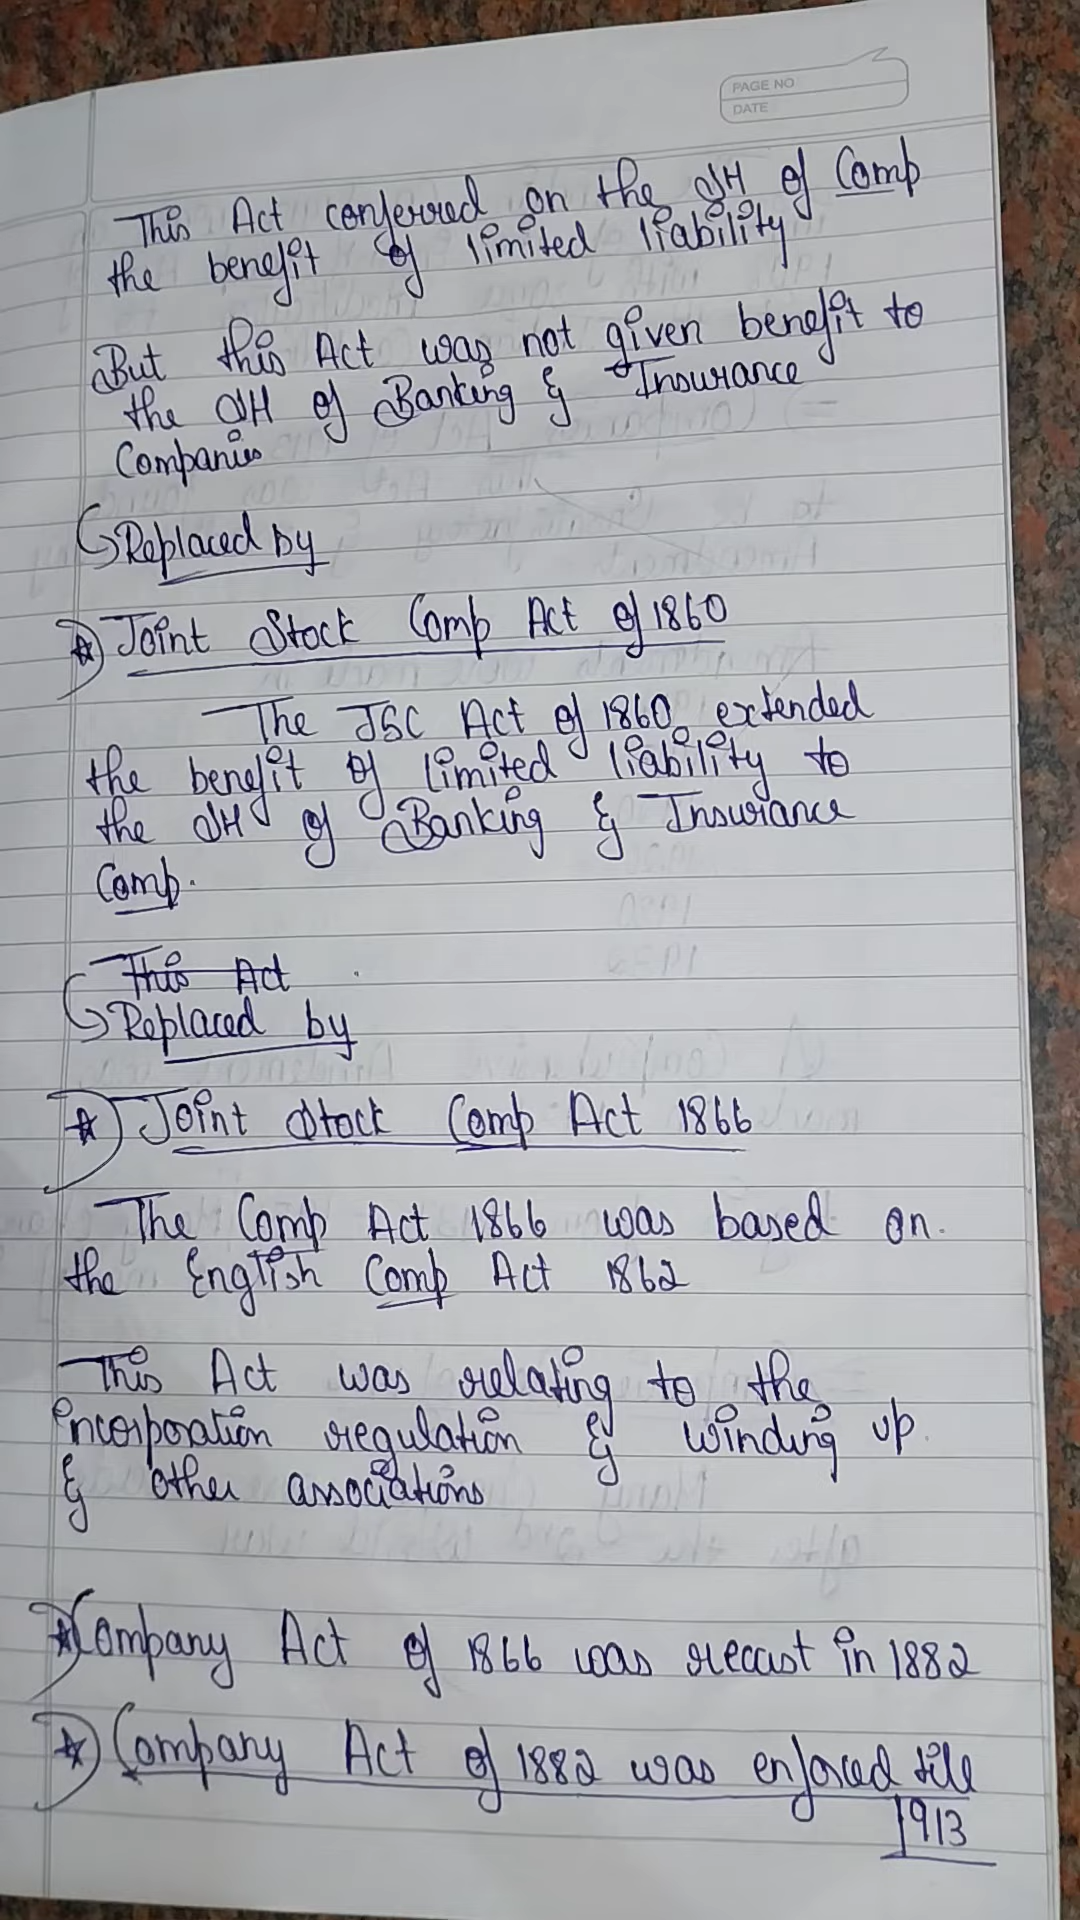 PAGE NO
DATE
This Act conferred on the SH of Comp
the benefit of limited liability
But this Act was not given benefit to
the SH of Banking & Insurance
Companies
Replaced by
Joint Stock Comp Act of 1860
The JSC Act of 1860 extended
the benefit of limited liability to
the SH of Banking & Insurance
Comp.
This Act
Replaced by
Joint Stock Comp Act 1866
The Comp Act 1866 was based on
the English Comp Act 1862
This Act was relating to the
incorporation regulation & winding up
& other associations
Company Act of 1866 was recast in 1882
Company Act of 1882 was enforced till
1913